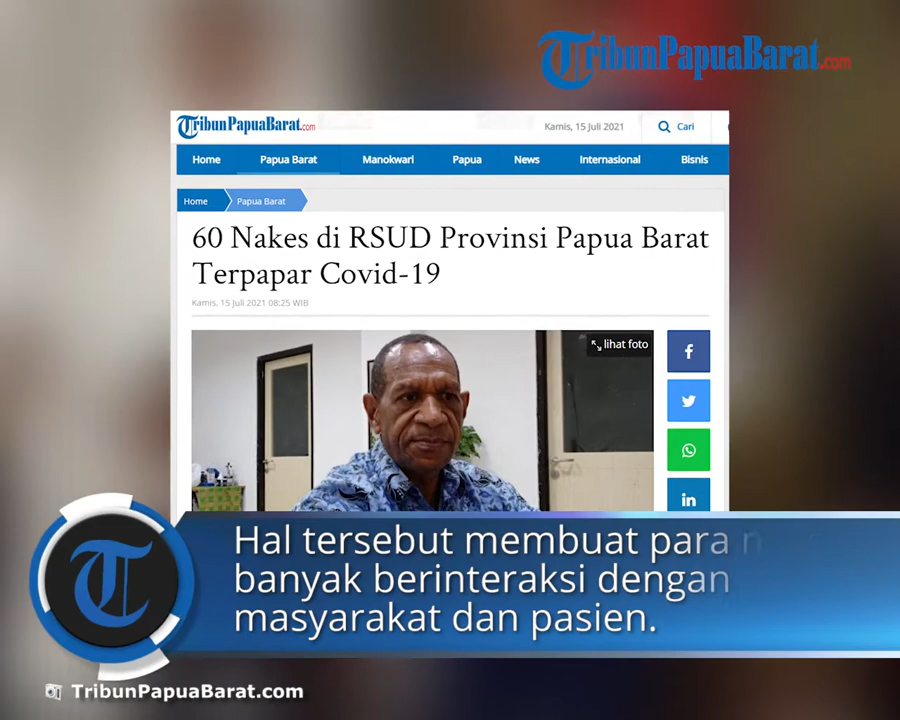 TribunPapuaBarat.com
TribunPapuaBarat.com
Kamis, 15 Juli 2021
Cari
Home
Papua Barat
Manokwari
Papua
News
Internasional
Bisnis
Home
Papua Barat
60 Nakes di RSUD Provinsi Papua Barat
Terpapar Covid-19
Kamis, 15 Juli 2021 08:25 WIB
lihat foto
Hal tersebut membuat para
banyak berinteraksi dengan
masyarakat dan pasien.
TribunPapuaBarat.com